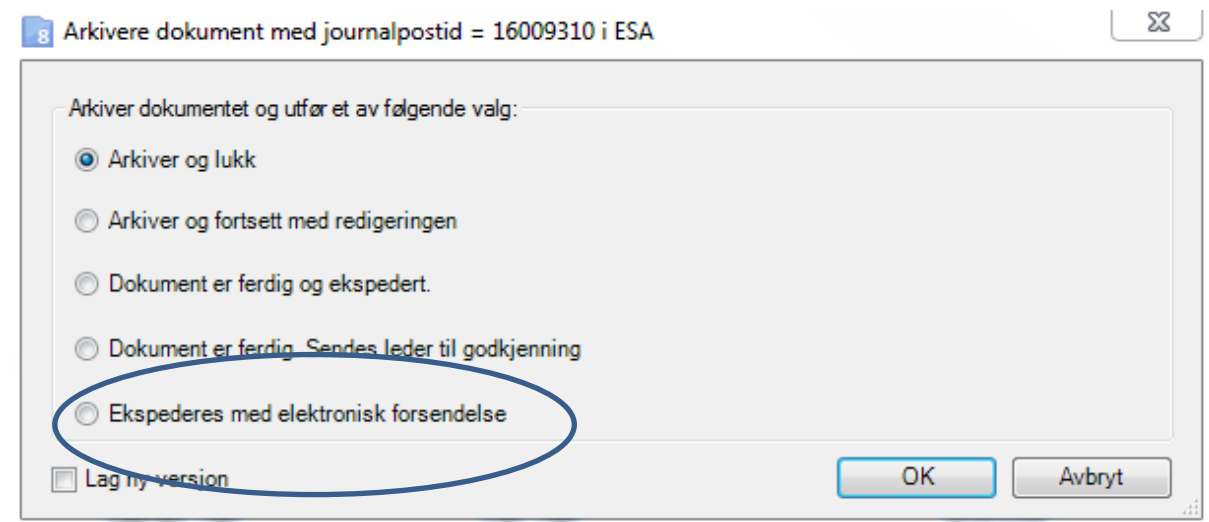 8 Arkivere dokument med journalpostid = 16009310 i ESA
Arkiver dokumentet og utfør et av følgende valg:
Arkiver og lukk
Arkiver og fortsett med redigeringen
Dokument er ferdig og ekspedert.
Dokument er ferdig. Sendes leder til godkjenning
Ekspederes med elektronisk forsendelse
Lag ny versjon
OK Avbryt